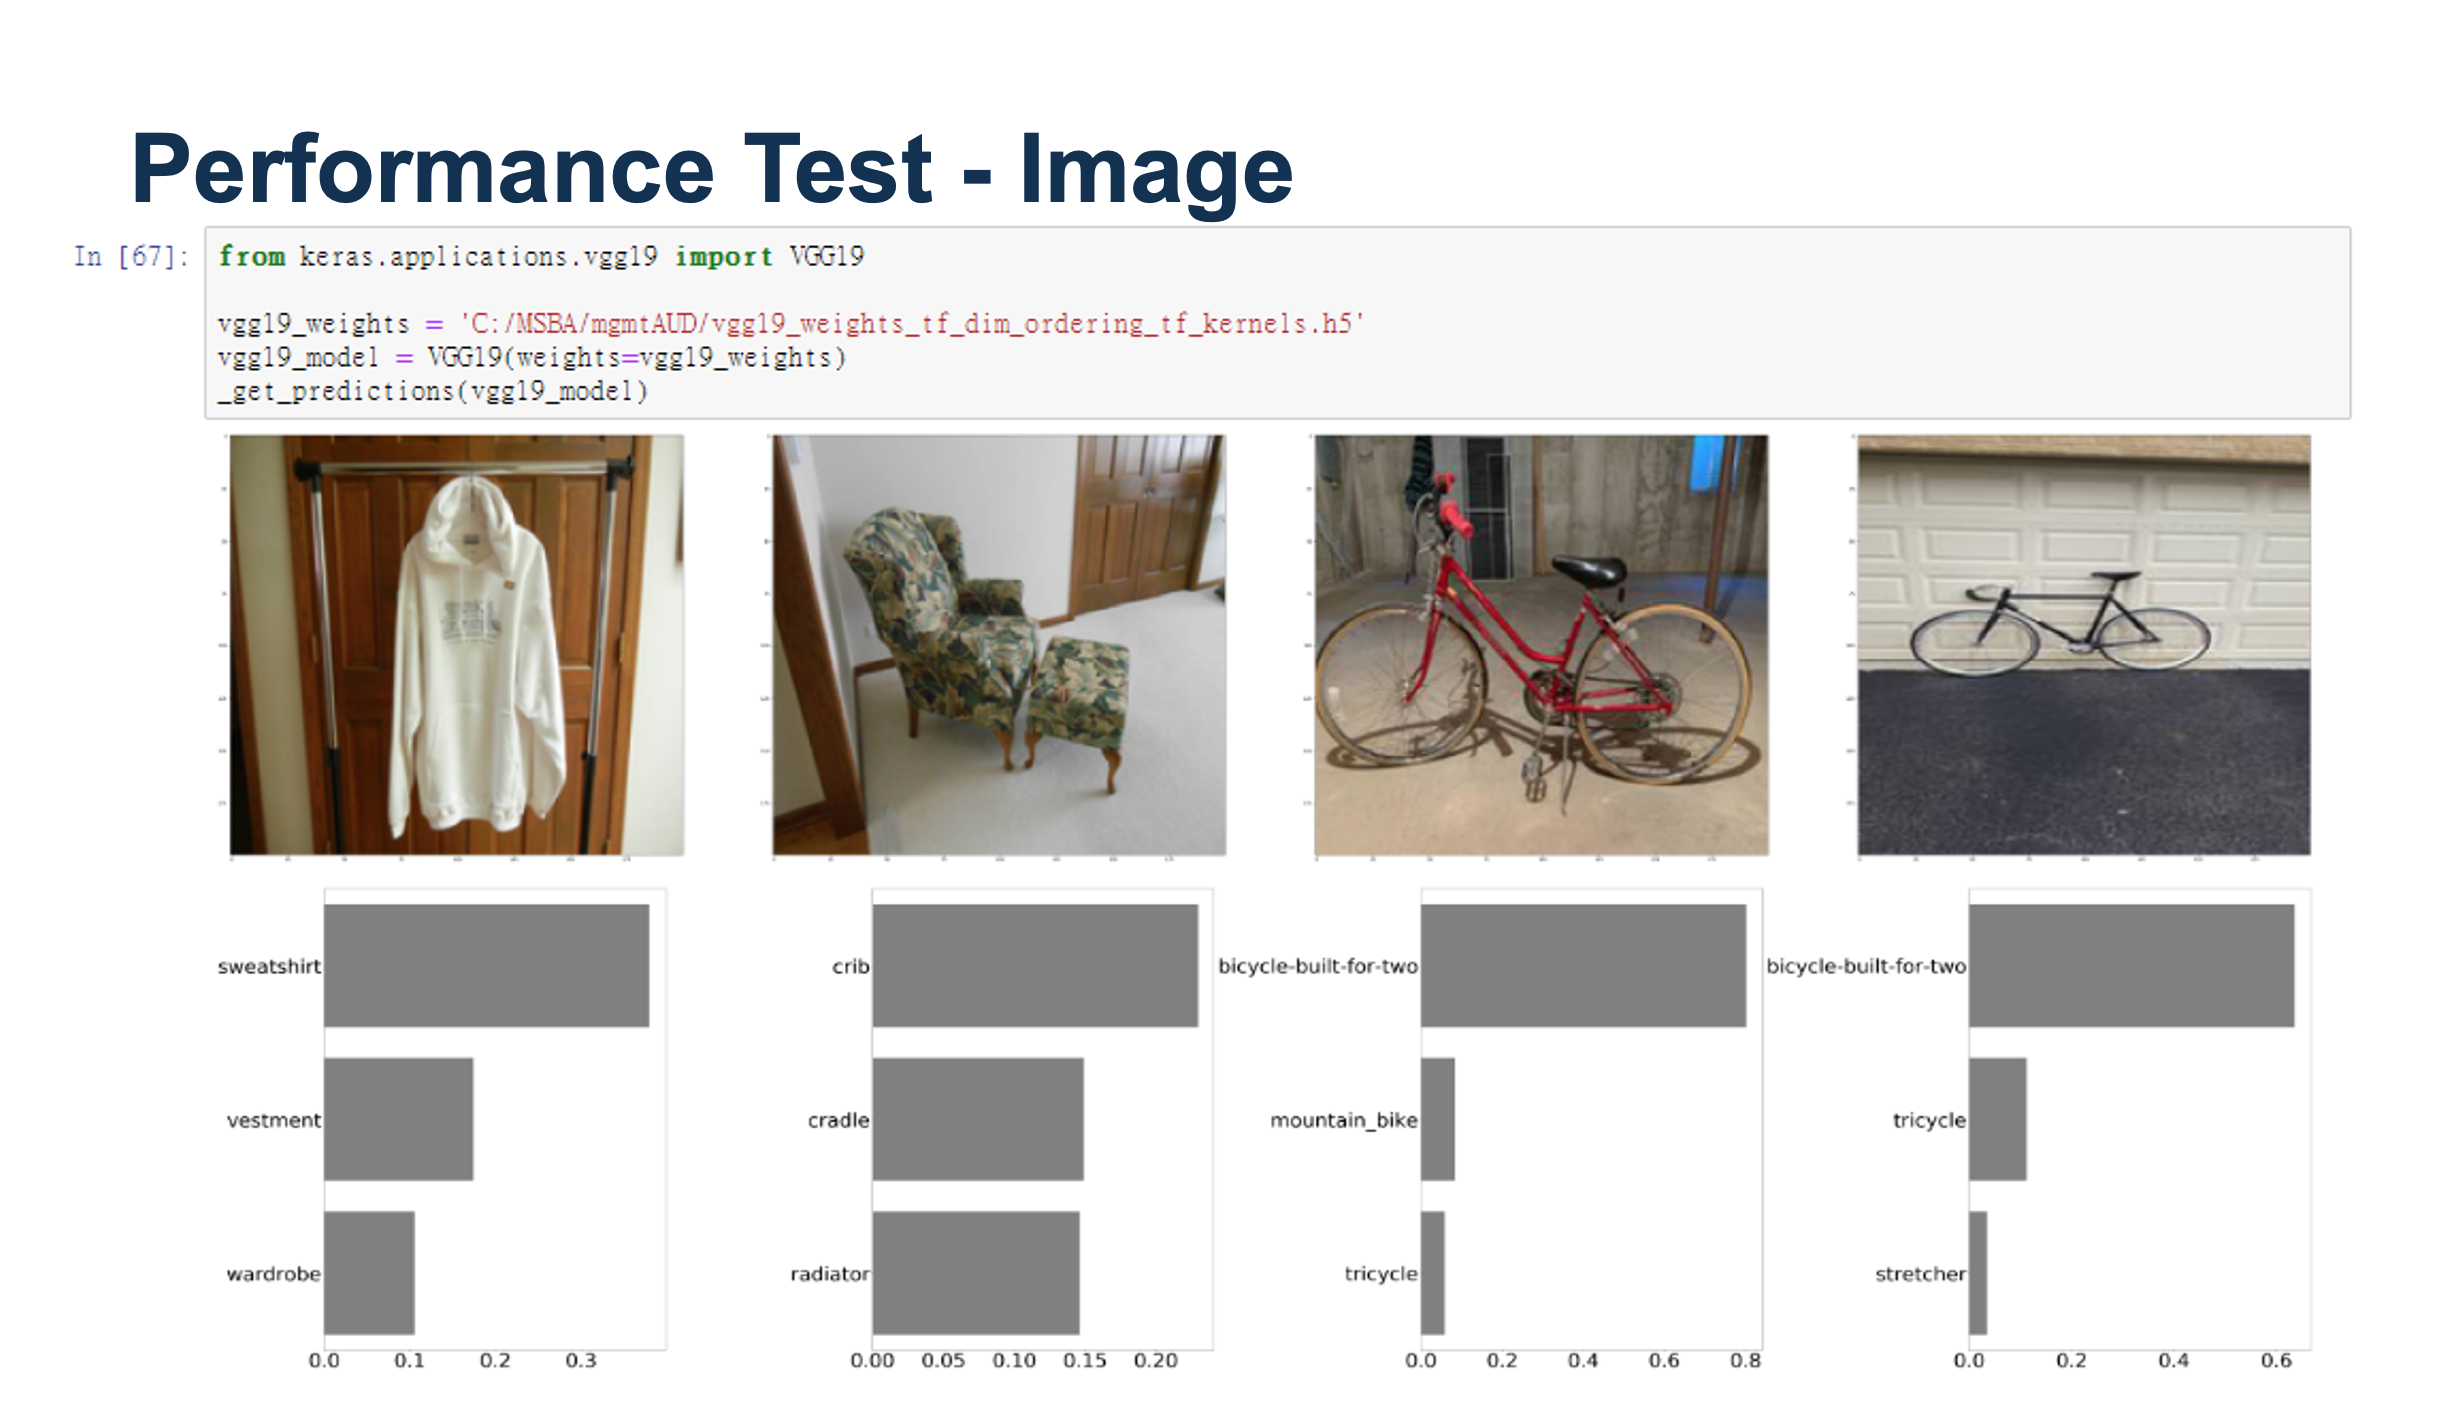 Performance Test - Image
In [67]:
from keras.applications.vgg19 import VGG19
vgg19_weights = 'C:/MSBA/mgmtAUD/vgg19_weights_tf_dim_ordering_tf_kernels.h5'
vgg19_model = VGG19(weights=vgg19_weights)
_get_predictions(vgg19_model)
sweatshirt
vestment
wardrobe
0.0 0.1 0.2 0.3
crib
cradle
radiator
0.00 0.05 0.10 0.15 0.20
bicycle-built-for-two
mountain_bike
tricycle
0.0 0.2 0.4 0.6 0.8
bicycle-built-for-two
tricycle
stretcher
0.0 0.2 0.4 0.6